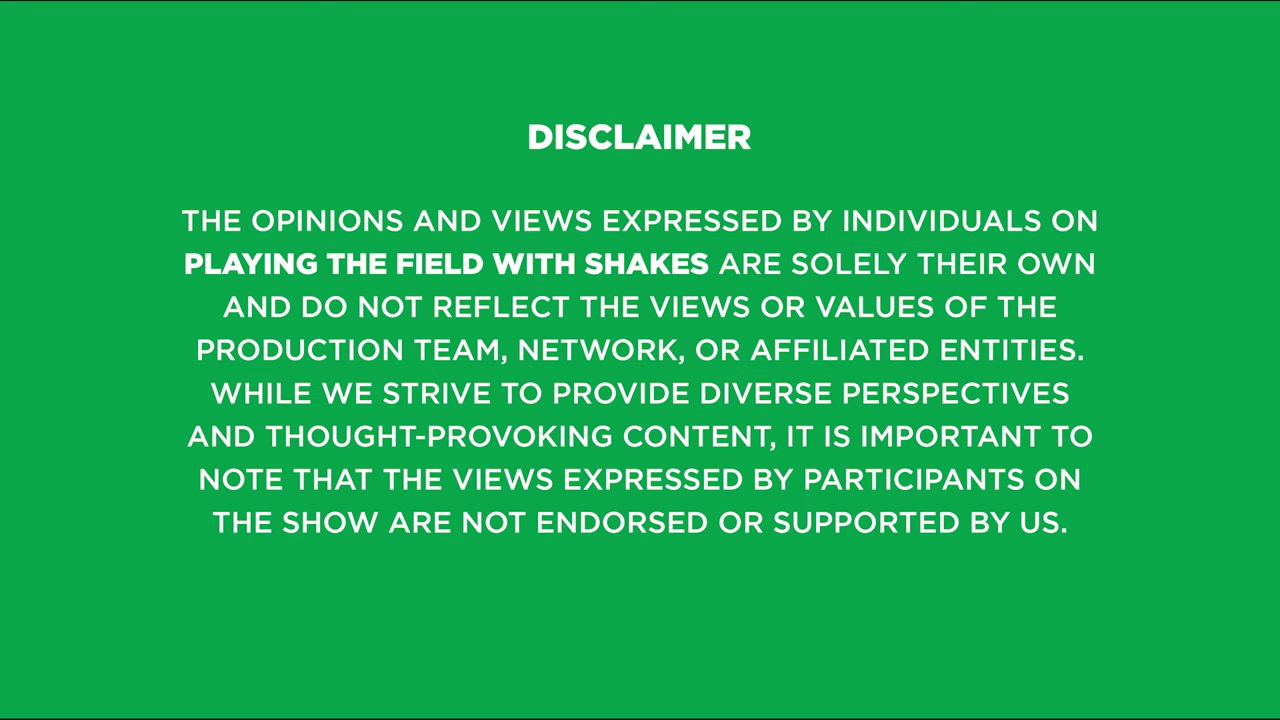 DISCLAIMER
THE OPINIONS AND VIEWS EXPRESSED BY INDIVIDUALS ON
PLAYING THE FIELD WITH SHAKES ARE SOLELY THEIR OWN
AND DO NOT REFLECT THE VIEWS OR VALUES OF THE
PRODUCTION TEAM, NETWORK, OR AFFILIATED ENTITIES.
WHILE WE STRIVE TO PROVIDE DIVERSE PERSPECTIVES
AND THOUGHT-PROVOKING CONTENT, IT IS IMPORTANT TO
NOTE THAT THE VIEWS EXPRESSED BY PARTICIPANTS ON
THE SHOW ARE NOT ENDORSED OR SUPPORTED BY US.